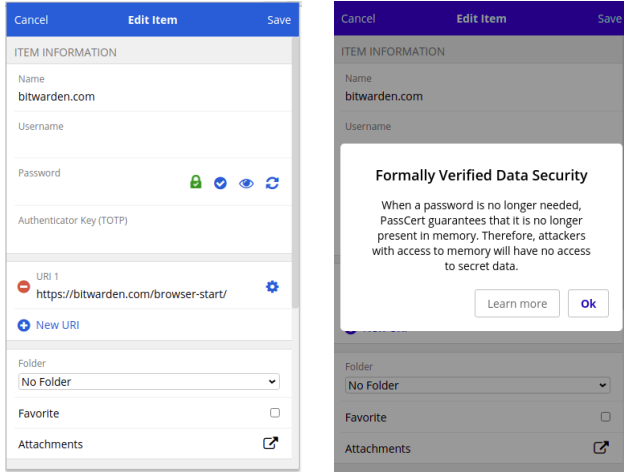 Cancel Edit Item Save
ITEM INFORMATION
Name
bitwarden.com
Username
Password
Authenticator Key (TOTP)
URI 1
https://bitwarden.com/browser-start/
New URI
Folder
No Folder
Favorite
Attachments
Cancel Edit Item Save
ITEM INFORMATION
Name
bitwarden.com
Username
Formally Verified Data Security
When a password is no longer needed,
PassCert guarantees that it is no longer
present in memory. Therefore, attackers
with access to memory will have no access
to secret data.
Learn more Ok
Folder
No Folder
Favorite
Attachments